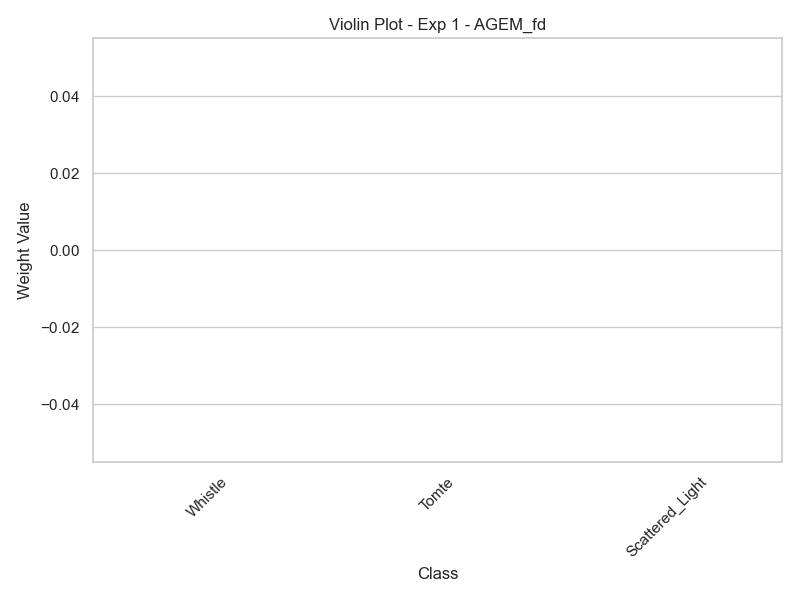 Violin Plot - Exp 1 - AGEM_fd
Weight Value
0.04
0.02
0.00
−0.02
−0.04
Whistle
Tomte
Scattered_Light
Class